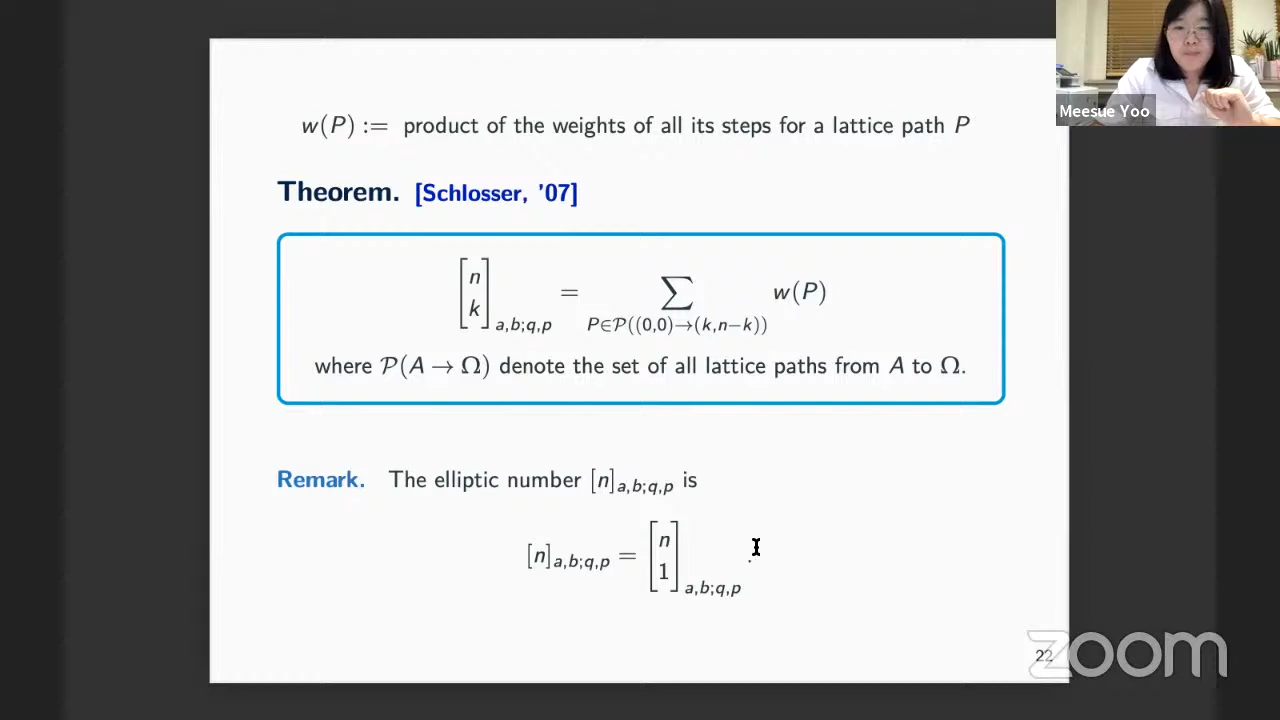 w(P) := product of the weights of all its steps for a lattice path P
Meesue Yoo
Theorem. [Schlosser, '07]
[n k]_{a,b;q,p} = ∑_{P∈𝒫((0,0)→(k,n−k))} w(P)
where 𝒫(A → Ω) denote the set of all lattice paths from A to Ω.
Remark. The elliptic number [n]_{a,b;q,p} is
[n]_{a,b;q,p} = [n 1]_{a,b;q,p} .
22
zoom